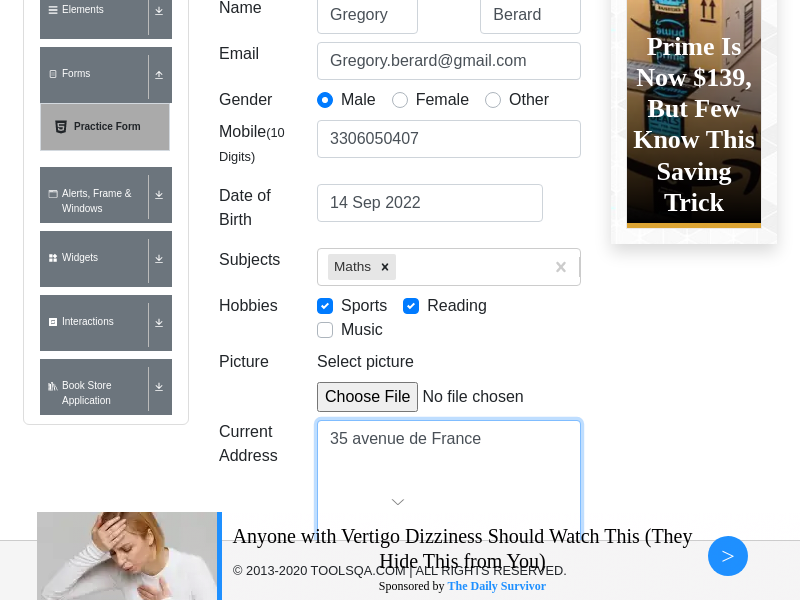 Elements
Forms
Practice Form
Alerts, Frame &
Windows
Widgets
Interactions
Book Store
Application
Name
Gregory
Berard
Email
Gregory.berard@gmail.com
Gender
Male
Female
Other
Mobile(10
Digits)
3306050407
Date of
Birth
14 Sep 2022
Subjects
Maths
Hobbies
Sports
Reading
Music
Picture
Select picture
Choose File No file chosen
Current
Address
35 avenue de France
Prime Is
Now $139,
But Few
Know This
Saving
Trick
Anyone with Vertigo Dizziness Should Watch This (They
Hide This from You)
Sponsored by The Daily Survivor
© 2013-2020 TOOLSQA.COM | ALL RIGHTS RESERVED.